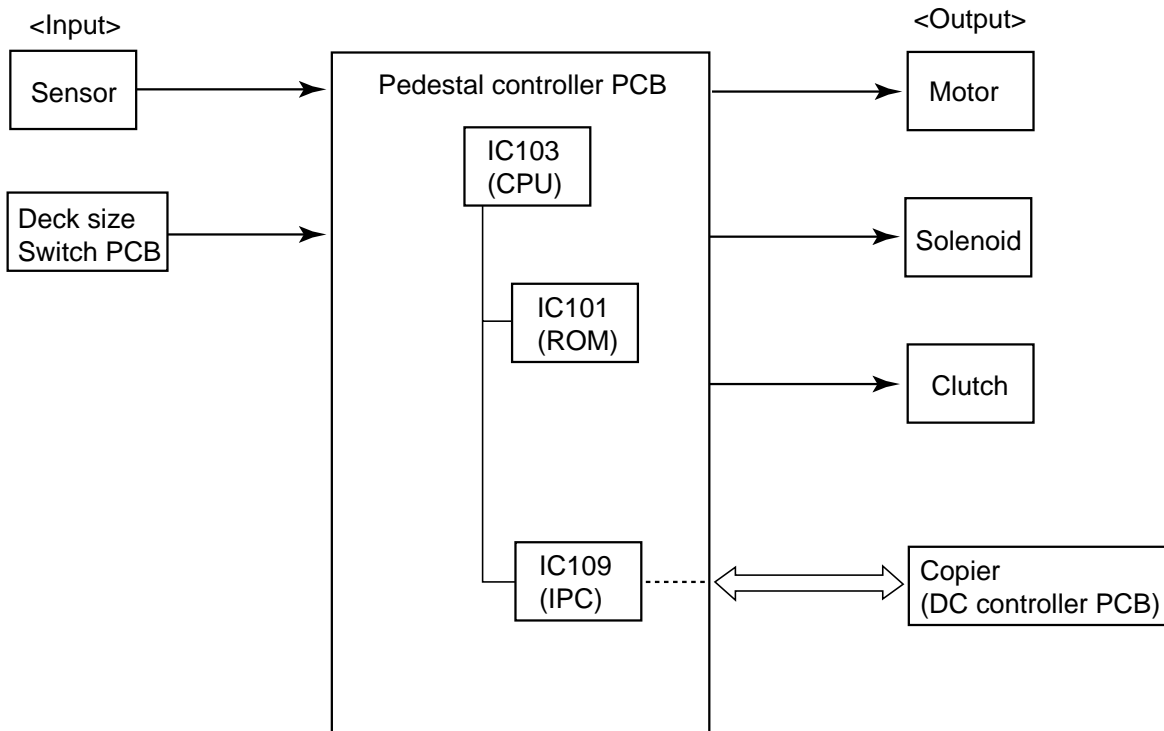 <Input>
<Output>
Sensor
Pedestal controller PCB
Motor
IC103
(CPU)
Deck size
Switch PCB
Solenoid
IC101
(ROM)
Clutch
IC109
(IPC)
Copier
(DC controller PCB)